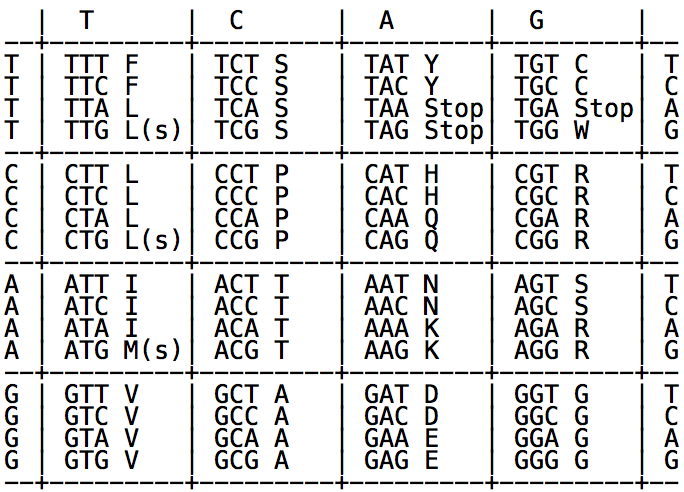 |  T      |  C      |  A      |  G      |
--+---------+---------+---------+---------+--
T | TTT F   | TCT S   | TAT Y   | TGT C   | T
T | TTC F   | TCC S   | TAC Y   | TGC C   | C
T | TTA L   | TCA S   | TAA Stop| TGA Stop| A
T | TTG L(s)| TCG S   | TAG Stop| TGG W   | G
--+---------+---------+---------+---------+--
C | CTT L   | CCT P   | CAT H   | CGT R   | T
C | CTC L   | CCC P   | CAC H   | CGC R   | C
C | CTA L   | CCA P   | CAA Q   | CGA R   | A
C | CTG L(s)| CCG P   | CAG Q   | CGG R   | G
--+---------+---------+---------+---------+--
A | ATT I   | ACT T   | AAT N   | AGT S   | T
A | ATC I   | ACC T   | AAC N   | AGC S   | C
A | ATA I   | ACA T   | AAA K   | AGA R   | A
A | ATG M(s)| ACG T   | AAG K   | AGG R   | G
--+---------+---------+---------+---------+--
G | GTT V   | GCT A   | GAT D   | GGT G   | T
G | GTC V   | GCC A   | GAC D   | GGC G   | C
G | GTA V   | GCA A   | GAA E   | GGA G   | A
G | GTG V   | GCG A   | GAG E   | GGG G   | G
--+---------+---------+---------+---------+--